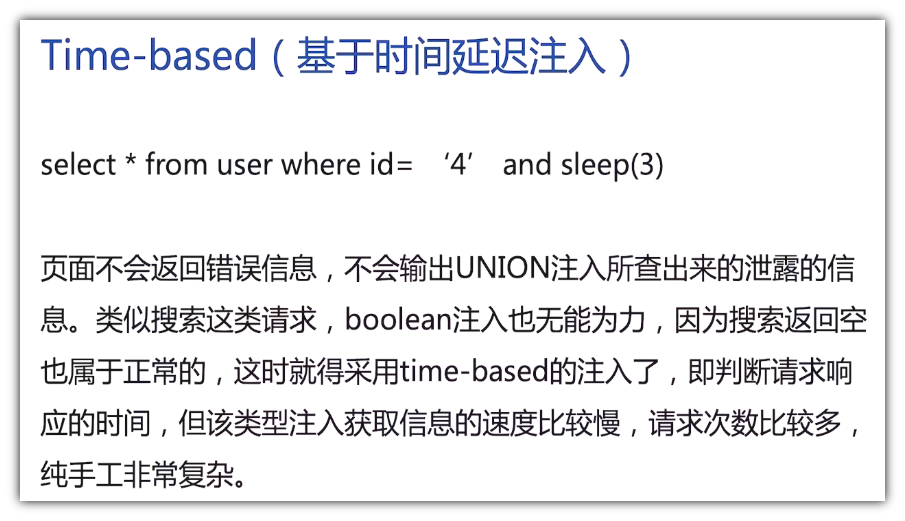 Time-based（基于时间延迟注入）
select * from user where id= ‘4’ and sleep(3)
页面不会返回错误信息，不会输出UNION注入所查出来的泄露的信
息。类似搜索这类请求，boolean注入也无能为力，因为搜索返回空
也属于正常的，这时就得采用time-based的注入了，即判断请求响
应的时间，但该类型注入获取信息的速度比较慢，请求次数比较多，
纯手工非常复杂。